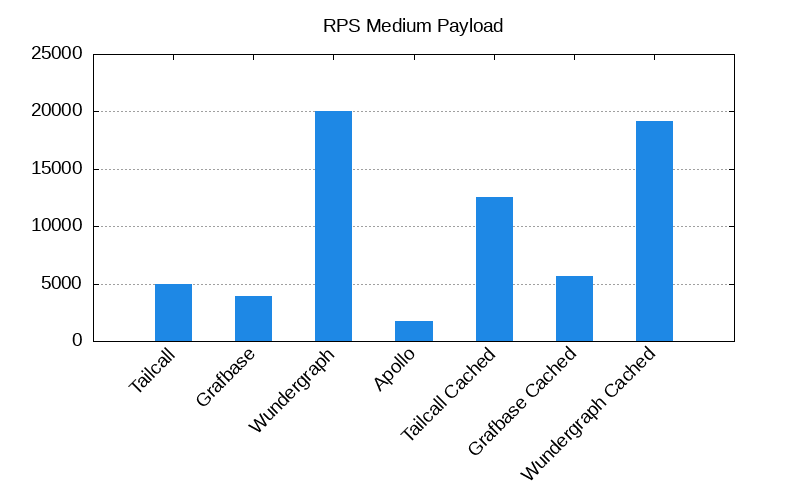 RPS Medium Payload
25000
20000
15000
10000
5000
0
Tailcall
Grafbase
Wundergraph
Apollo
Tailcall Cached
Grafbase Cached
Wundergraph Cached